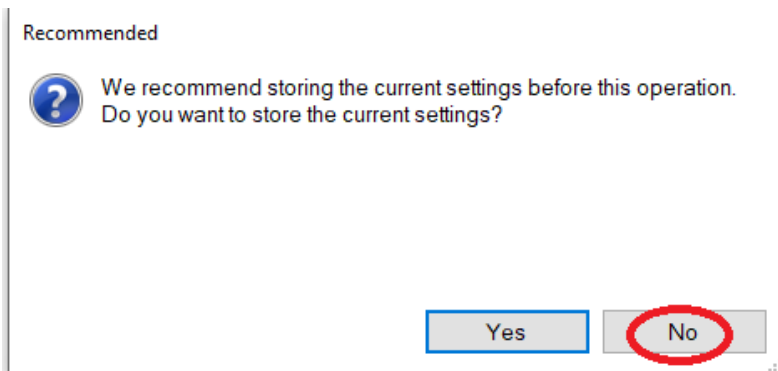 Recommended
We recommend storing the current settings before this operation.
Do you want to store the current settings?
Yes No